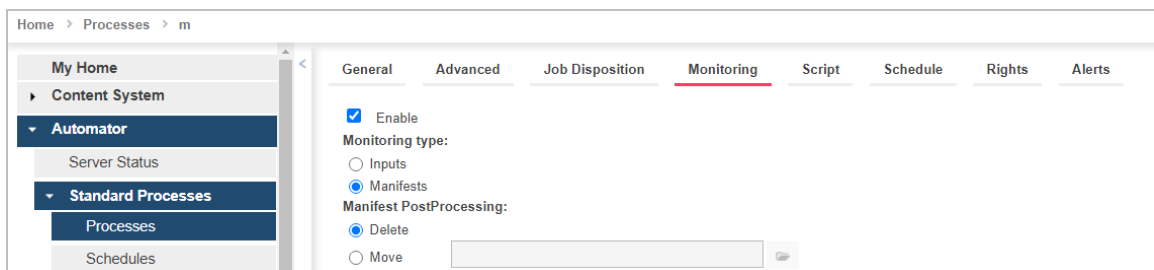 Home > Processes > m
My Home
Content System
Automator
Server Status
Standard Processes
Processes
Schedules
General Advanced Job Disposition Monitoring Script Schedule Rights Alerts
Enable
Monitoring type:
Inputs
Manifests
Manifest PostProcessing:
Delete
Move